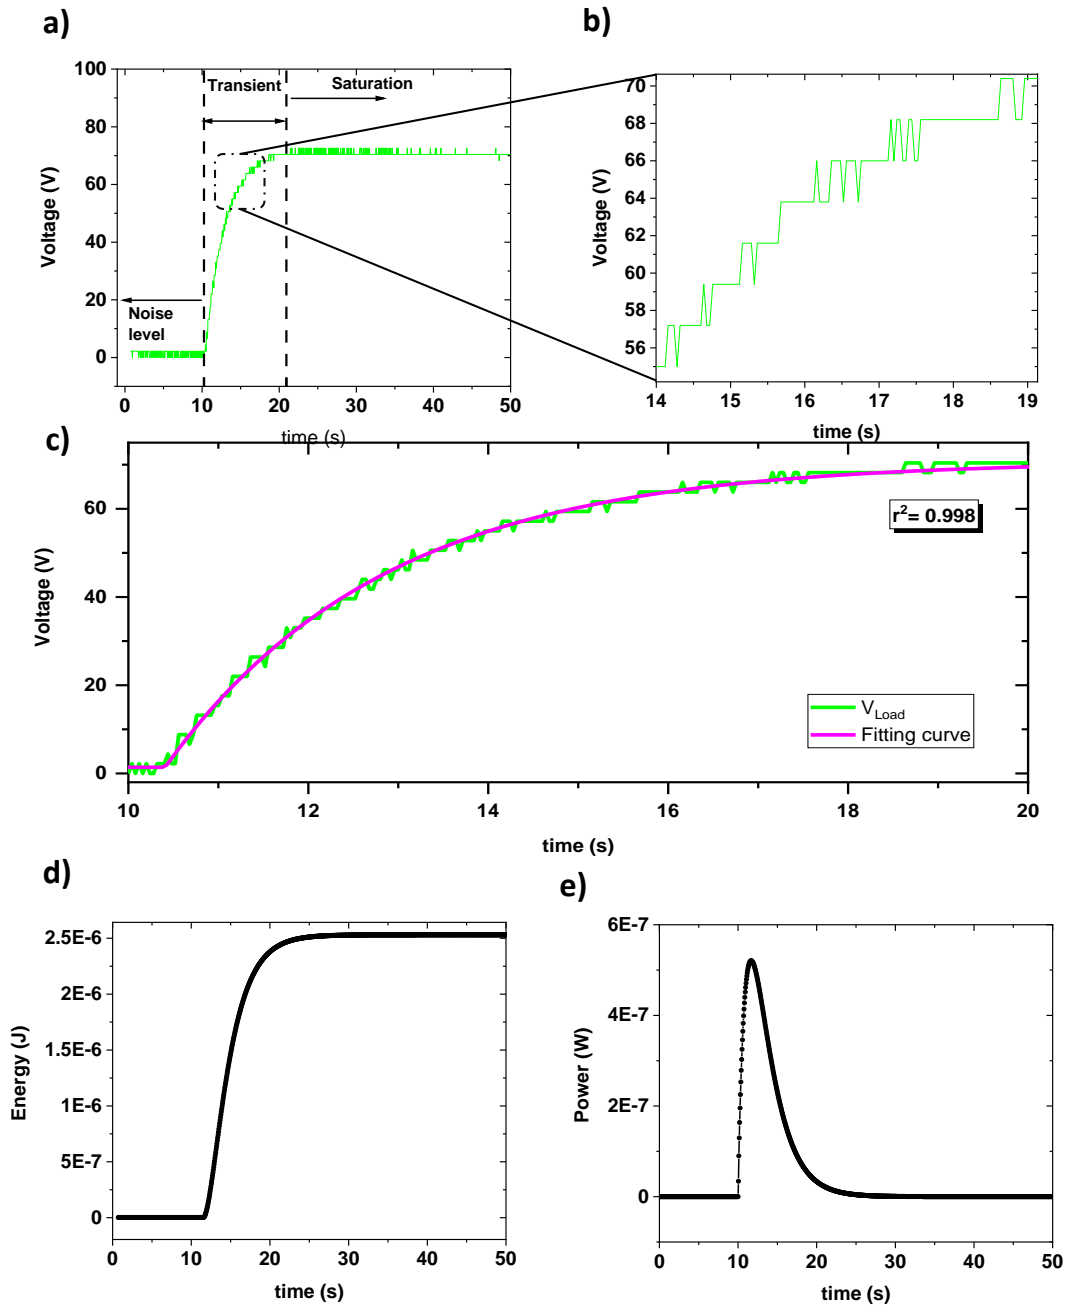 a)
100
80
60
40
20
0
Voltage (V)
Transient
Saturation
Noise
level
0 10 20 30 40 50
time (s)
b)
70
68
66
64
62
60
58
56
Voltage (V)
14 15 16 17 18 19
time (s)
c)
60
40
20
0
Voltage (V)
r²= 0.998
V_Load
Fitting curve
10 12 14 16 18 20
time (s)
d)
2.5E-6
2E-6
1.5E-6
1E-6
5E-7
0
Energy (J)
0 10 20 30 40 50
time (s)
e)
6E-7
4E-7
2E-7
0
Power (W)
0 10 20 30 40 50
time (s)